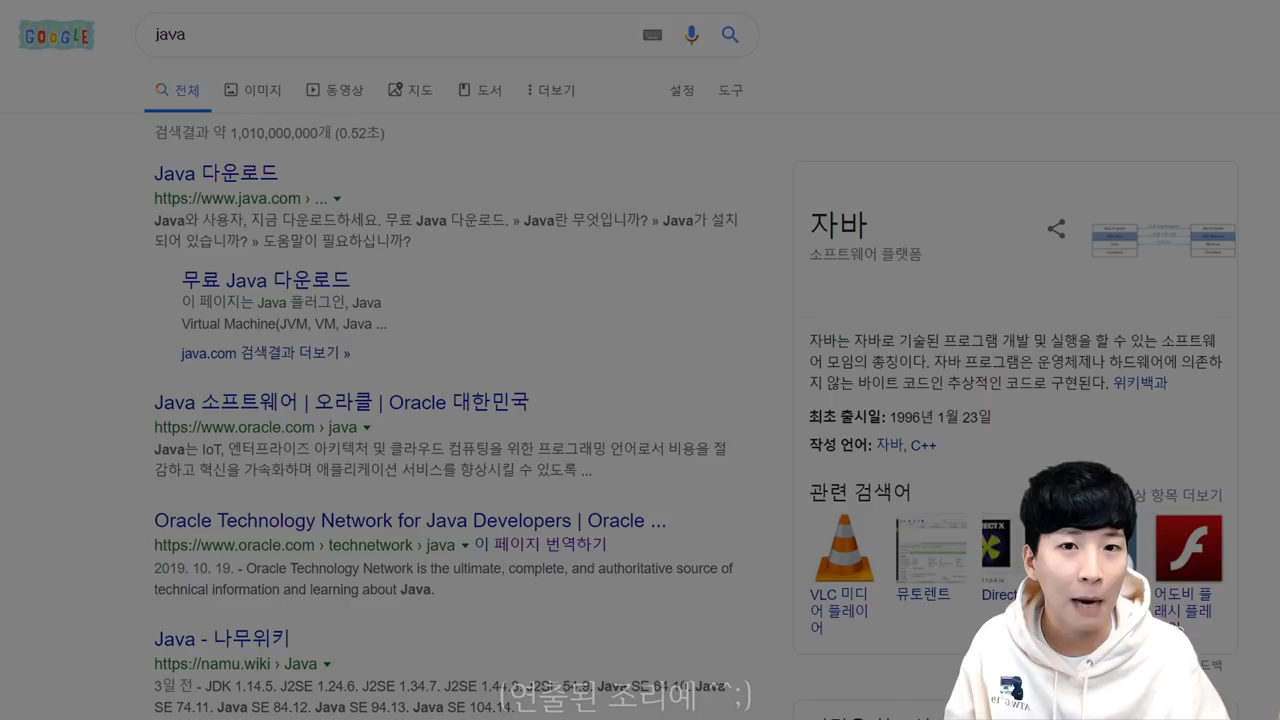 GOOGLE
java
전체 이미지 동영상 지도 도서 더보기 설정 도구
검색결과 약 1,010,000,000개 (0.52초)
Java 다운로드
https://www.java.com › ...
Java와 사용자, 지금 다운로드하세요. 무료 Java 다운로드. » Java란 무엇입니까? » Java가 설치
되어 있습니까? » 도움말이 필요하십니까?
무료 Java 다운로드
이 페이지는 Java 플러그인, Java
Virtual Machine(JVM, VM, Java ...
java.com 검색결과 더보기 »
Java 소프트웨어 | 오라클 | Oracle 대한민국
https://www.oracle.com › java
Java는 IoT, 엔터프라이즈 아키텍처 및 클라우드 컴퓨팅을 위한 프로그래밍 언어로서 비용을 절
감하고 혁신을 가속화하며 애플리케이션 서비스를 향상시킬 수 있도록 ...
Oracle Technology Network for Java Developers | Oracle ...
https://www.oracle.com › technetwork › java 이 페이지 번역하기
2019. 10. 19. - Oracle Technology Network is the ultimate, complete, and authoritative source of
technical information and learning about Java.
Java - 나무위키
https://namu.wiki › Java
3일 전 - JDK 1.14.5. J2SE 1.24.6. J2SE 1.34.7. J2SE
SE 74.11. Java SE 84.12. Java SE 94.13. Java SE 104.14.
자바
소프트웨어 플랫폼
자바는 자바로 기술된 프로그램 개발 및 실행을 할 수 있는 소프트웨
어 모임의 총칭이다. 자바 프로그램은 운영체제나 하드웨어에 의존하
지 않는 바이트 코드인 추상적인 코드로 구현된다. 위키백과
최초 출시일: 1996년 1월 23일
작성 언어: 자바, C++
관련 검색어
상 항목 더보기
VLC 미디
어 플레이
어
뮤토렌트
Direct
어도비 플
래시 플레
(연출된 소리예 ^^;)